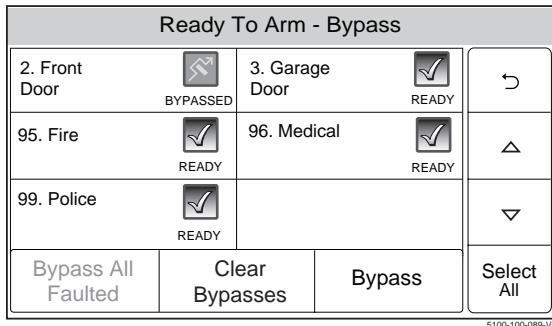 Ready To Arm - Bypass
2. Front
Door
BYPASSED
3. Garage
Door
READY
95. Fire
READY
96. Medical
READY
99. Police
READY
Bypass All
Faulted
Clear
Bypasses
Bypass
Select
All
5100-100-089-V